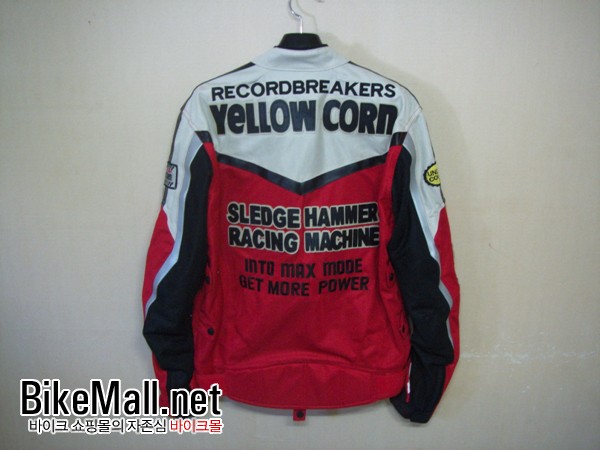 RECORDBREAKERS
YeLLOW CORn
SLEDGE HAMMER
RACING MACHINE
INTO MAX MODE
GET MORE POWER
BikeMall.net
바이크 쇼핑몰의 자존심 바이크몰